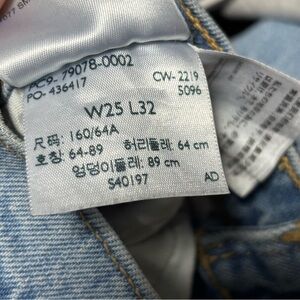 PC9- 79078-0002
PO- 436417
CW- 2219
5096
W25 L32
尺码: 160/64A
호칭: 64-89 허리둘레: 64 cm
엉덩이둘레: 89 cm
S40197 AD